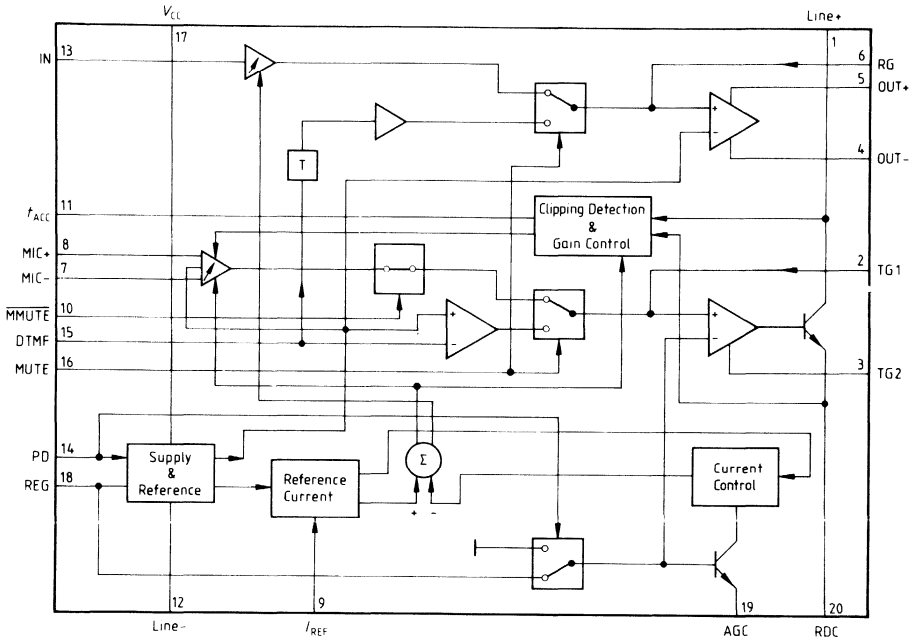 V_CC
Line+
17
1
IN 13
6 RG
5 OUT+
+
-
4 OUT-
T
t_ACC 11
Clipping Detection
&
Gain Control
MIC+ 8
MIC- 7
2 TG1
MMUTE 10
+
-
DTMF 15
MUTE 16
+
-
3 TG2
PD 14
REG 18
Supply
&
Reference
Reference
Current
Σ
+ -
Current
Control
12
9
19
20
Line-
I_REF
AGC
RDC